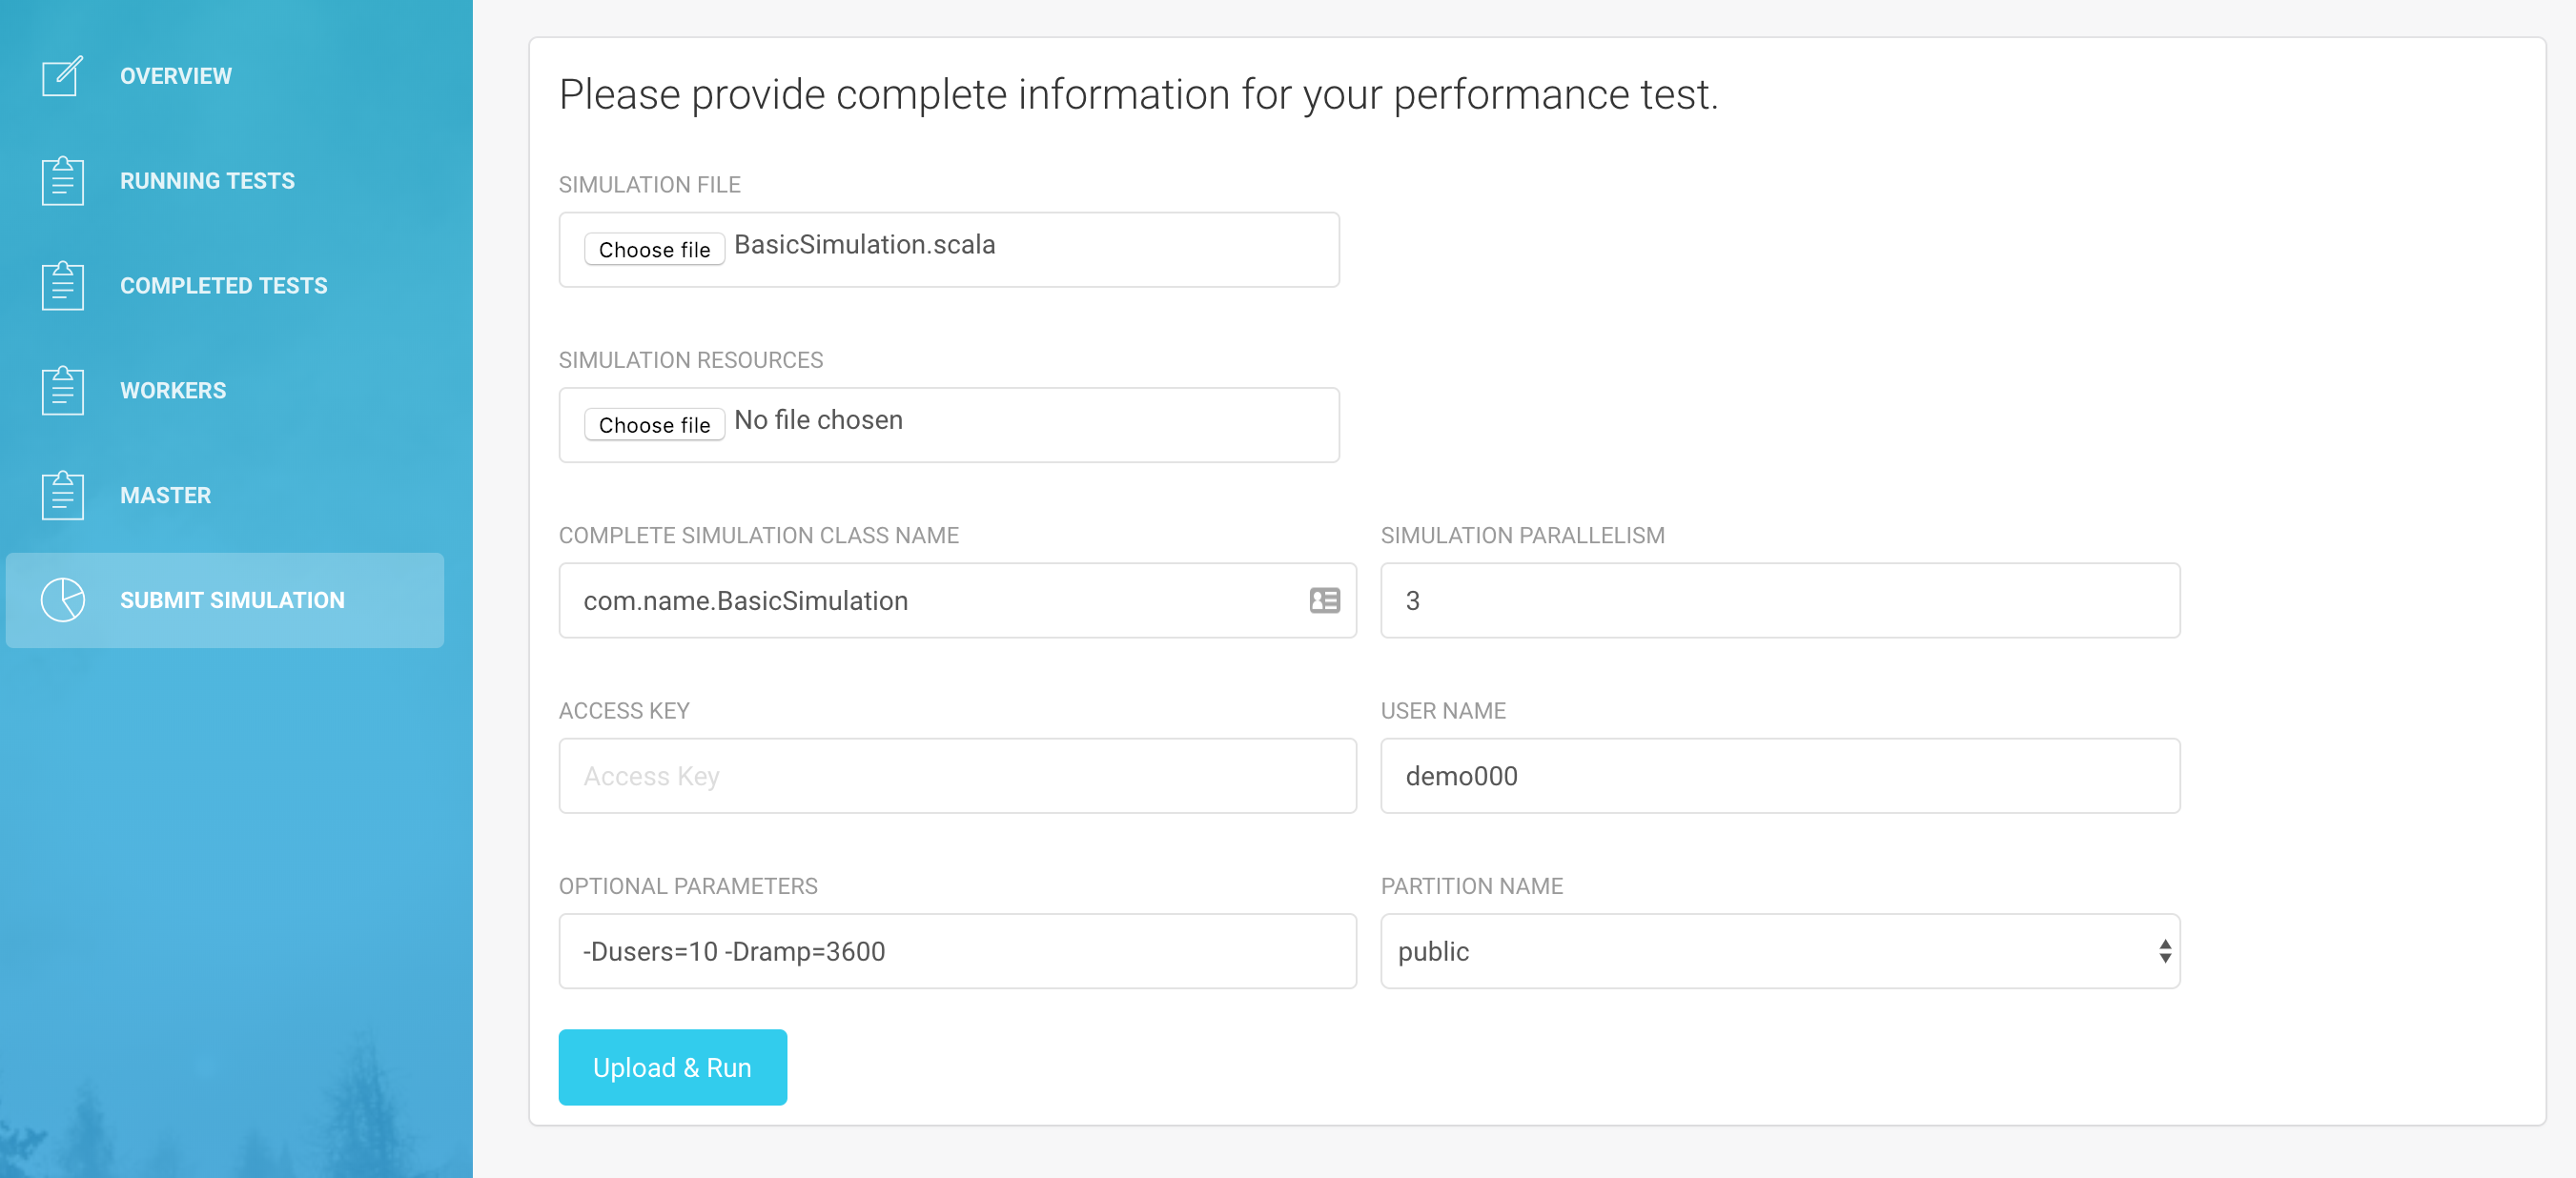 OVERVIEW
RUNNING TESTS
COMPLETED TESTS
WORKERS
MASTER
SUBMIT SIMULATION
Please provide complete information for your performance test.
SIMULATION FILE
Choose file BasicSimulation.scala
SIMULATION RESOURCES
Choose file No file chosen
COMPLETE SIMULATION CLASS NAME
com.name.BasicSimulation
SIMULATION PARALLELISM
3
ACCESS KEY
Access Key
USER NAME
demo000
OPTIONAL PARAMETERS
-Dusers=10 -Dramp=3600
PARTITION NAME
public
Upload & Run